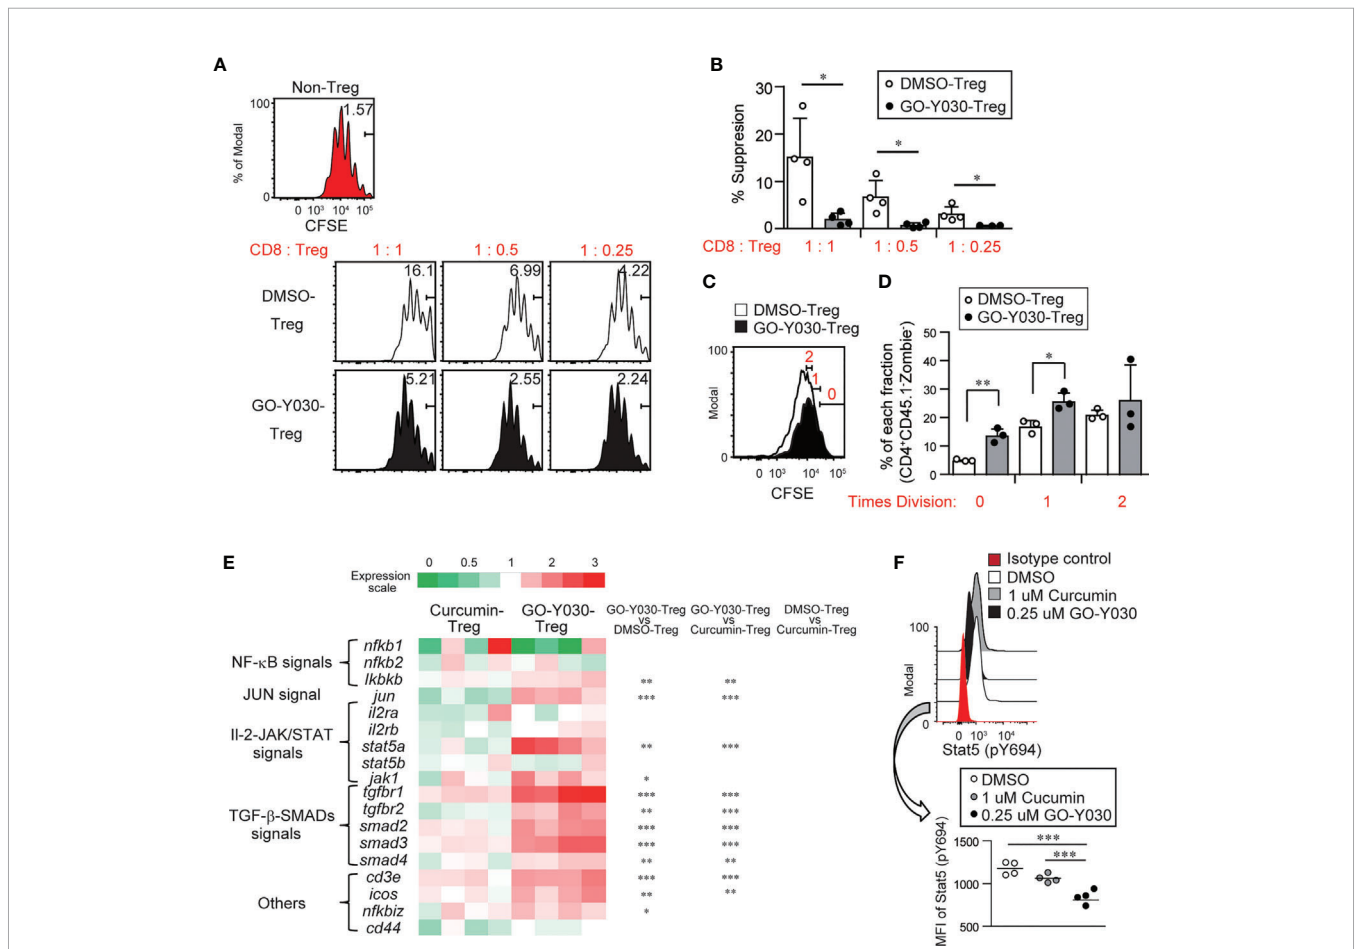 A
Non-Treg
100
1.57
% of Modal
0
0 10³ 10⁴ 10⁵
CFSE
CD8 : Treg 1 : 1 1 : 0.5 1 : 0.25
DMSO-
Treg
16.1 6.99 4.22
GO-Y030-
Treg
5.21 2.55 2.24
B
DMSO-Treg
GO-Y030-Treg
% Suppresion
30
20
10
0
* * *
CD8 : Treg 1 : 1 1 : 0.5 1 : 0.25
C
DMSO-Treg
GO-Y030-Treg
100
Modal
0
2
1
0
0 10³ 10⁴ 10⁵
CFSE
D
DMSO-Treg
GO-Y030-Treg
% of each fraction
(CD4⁺CD45.1⁻Zombie⁻)
50
40
30
20
10
0
** *
Times Division: 0 1 2
E
0 0.5 1 2 3
Expression
scale
Curcumin-
Treg
GO-Y030-
Treg
GO-Y030-Treg
vs
DMSO-Treg
GO-Y030-Treg
vs
Curcumin-Treg
DMSO-Treg
vs
Curcumin-Treg
NF-κB signals
nfkb1
nfkb2
Ikbkb ** **
JUN signal
jun *** ***
Il-2-JAK/STAT
signals
il2ra
il2rb
stat5a ** ***
stat5b
jak1 *
TGF-β-SMADs
signals
tgfbr1 *** ***
tgfbr2 ** ***
smad2 *** ***
smad3 *** ***
smad4 ** **
Others
cd3e *** ***
icos ** **
nfkbiz *
cd44
F
Isotype control
DMSO
1 uM Curcumin
0.25 uM GO-Y030
100
Modal
0
0 10³ 10⁴ 10⁵
Stat5 (pY694)
DMSO
1 uM Cucumin
0.25 uM GO-Y030
MFI of Stat5 (pY694)
1500
1000
500
***
***